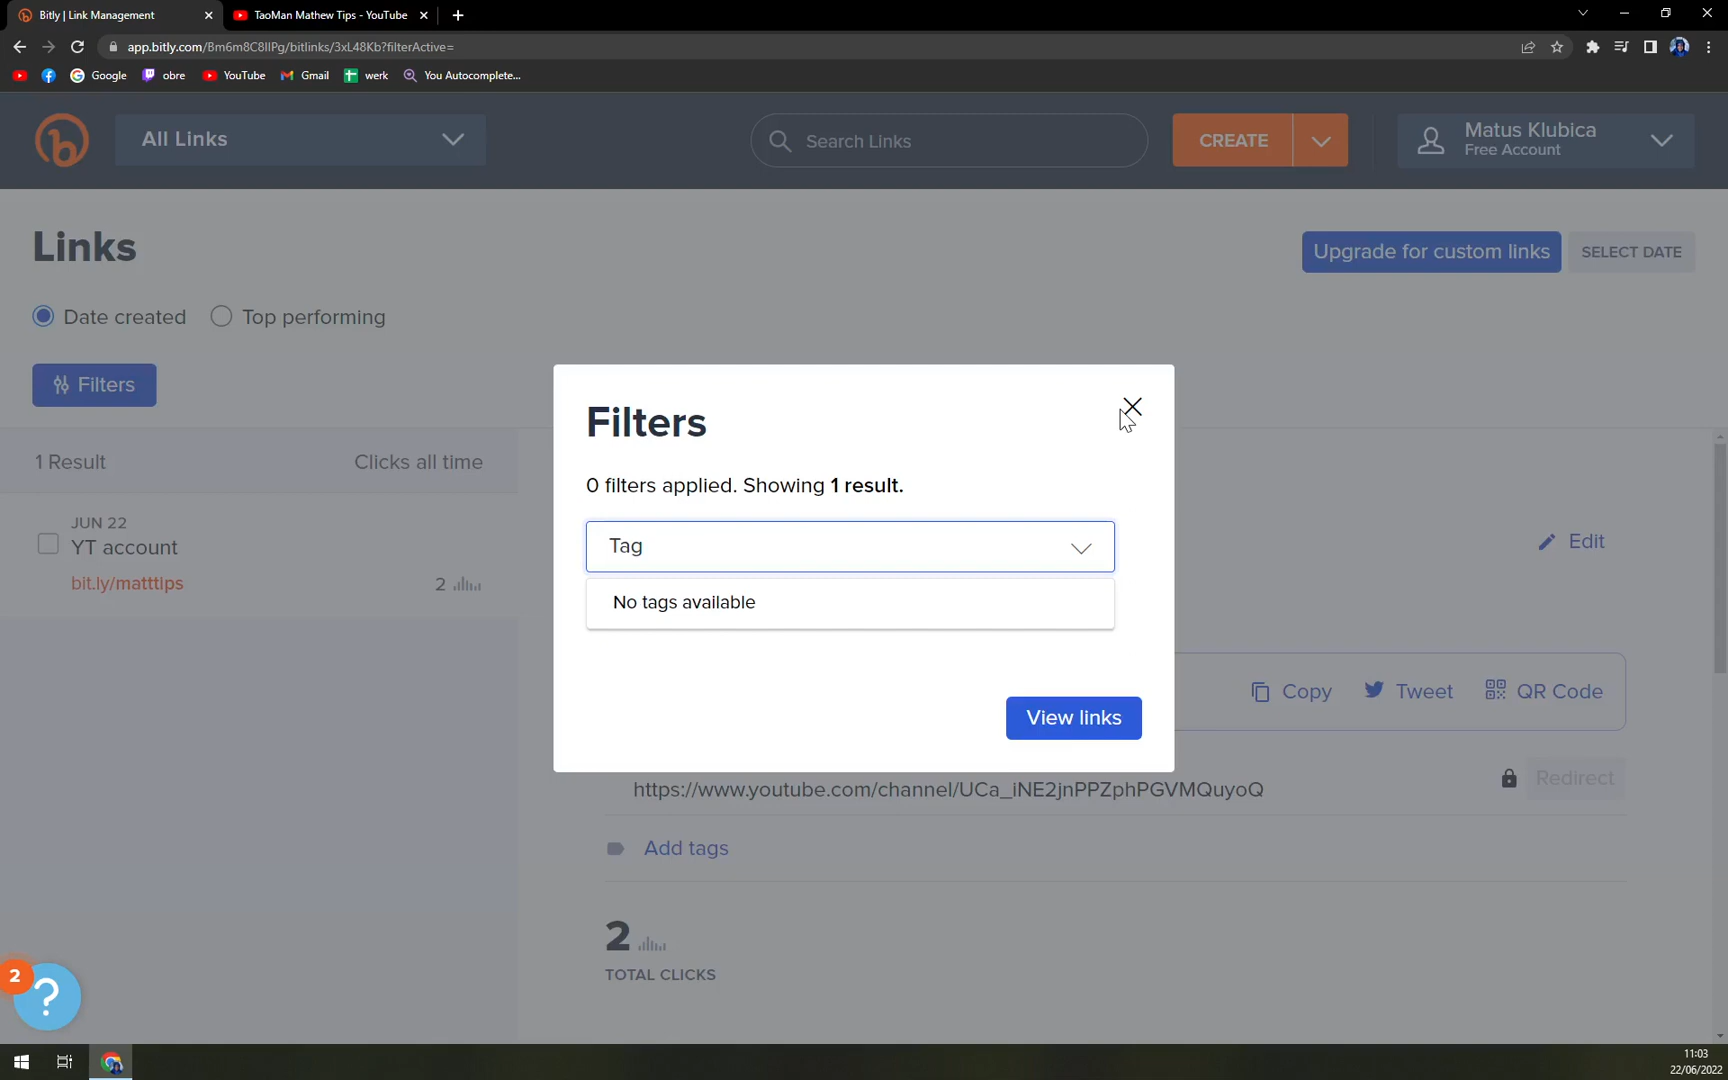 Bitly | Link Management
TaoMan Mathew Tips - YouTube
app.bitly.com/Bm6m8C8IlPg/bitlinks/3xL48Kb?filterActive=
Google
obre
YouTube
Gmail
werk
You Autocomplete...
All Links
Search Links
CREATE
Matus Klubica
Free Account
Links
Upgrade for custom links
SELECT DATE
Date created
Top performing
Filters
1 Result
Clicks all time
JUN 22
YT account
bit.ly/matttips
2
Filters
0 filters applied. Showing 1 result.
Tag
No tags available
View links
Edit
Copy
Tweet
QR Code
https://www.youtube.com/channel/UCa_iNE2jnPPZphPGVMQuyoQ
Redirect
Add tags
2
TOTAL CLICKS
2
?
11:03
22/06/2022